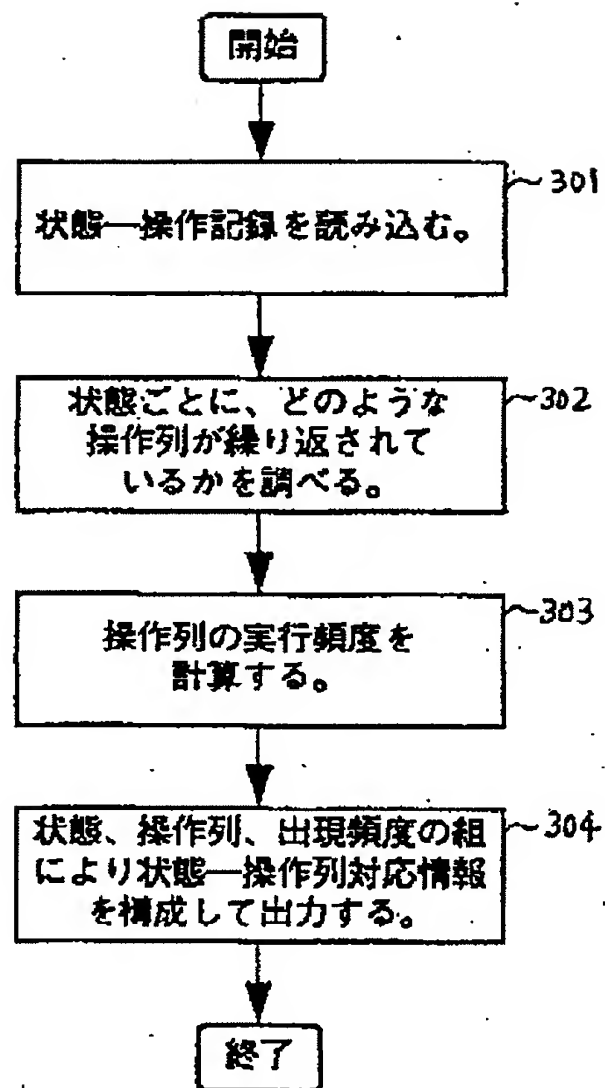 開始
状態―操作記録を読み込む。
301
状態ごとに、どのような
操作列が繰り返されて
いるかを調べる。
302
操作列の実行頻度を
計算する。
303
状態、操作列、出現頻度の組
により状態―操作列対応情報
を構成して出力する。
304
終了